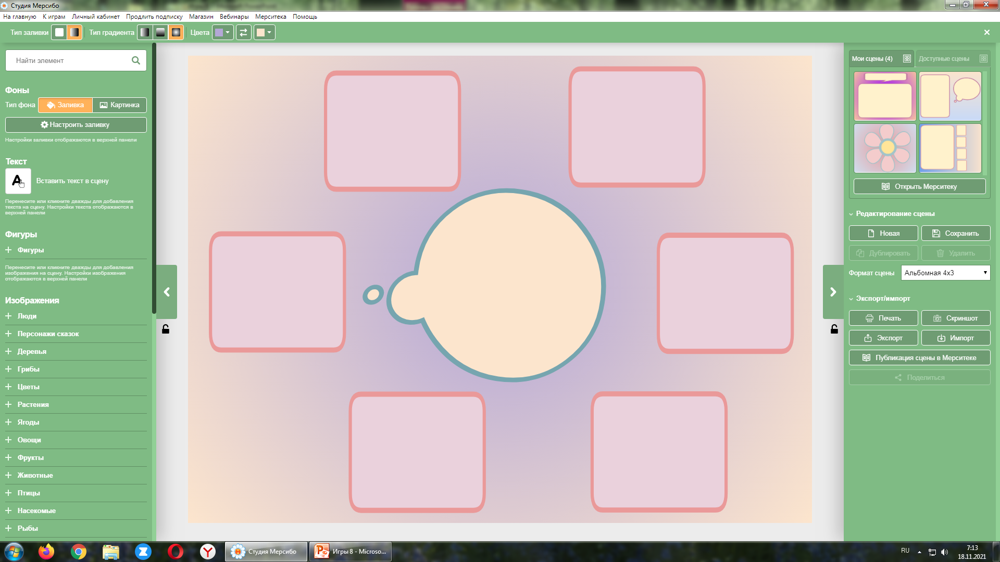 Студия Мерсибо
На главную К играм Личный кабинет Продлить подписку Магазин Вебинары Мерситека Помощь
Тип заливки Тип градиента Цвета
Найти элемент
Фоны
Тип фона Заливка Картинка
Настроить заливку
Настройки заливки отображаются в верхней панели
Текст
А Вставить текст в сцену
Перенесите или кликните дважды для добавления
текста на сцену. Настройки текста отображаются в
верхней панели
Фигуры
Фигуры
Перенесите или кликните дважды для добавления
изображения на сцену. Настройки изображения
отображаются в верхней панели
Изображения
Люди
Персонажи сказок
Деревья
Грибы
Цветы
Растения
Ягоды
Овощи
Фрукты
Животные
Птицы
Насекомые
Рыбы
Мои сцены (4) Доступные сцены
Открыть Мерситеку
Редактирование сцены
Новая Сохранить
Дублировать Удалить
Формат сцены Альбомная 4x3
Экспорт/импорт
Печать Скриншот
Экспорт Импорт
Публикация сцены в Мерситеке
Поделиться
Студия Мерсибо Игры 8 - Microso...
RU 7:13
18.11.2021